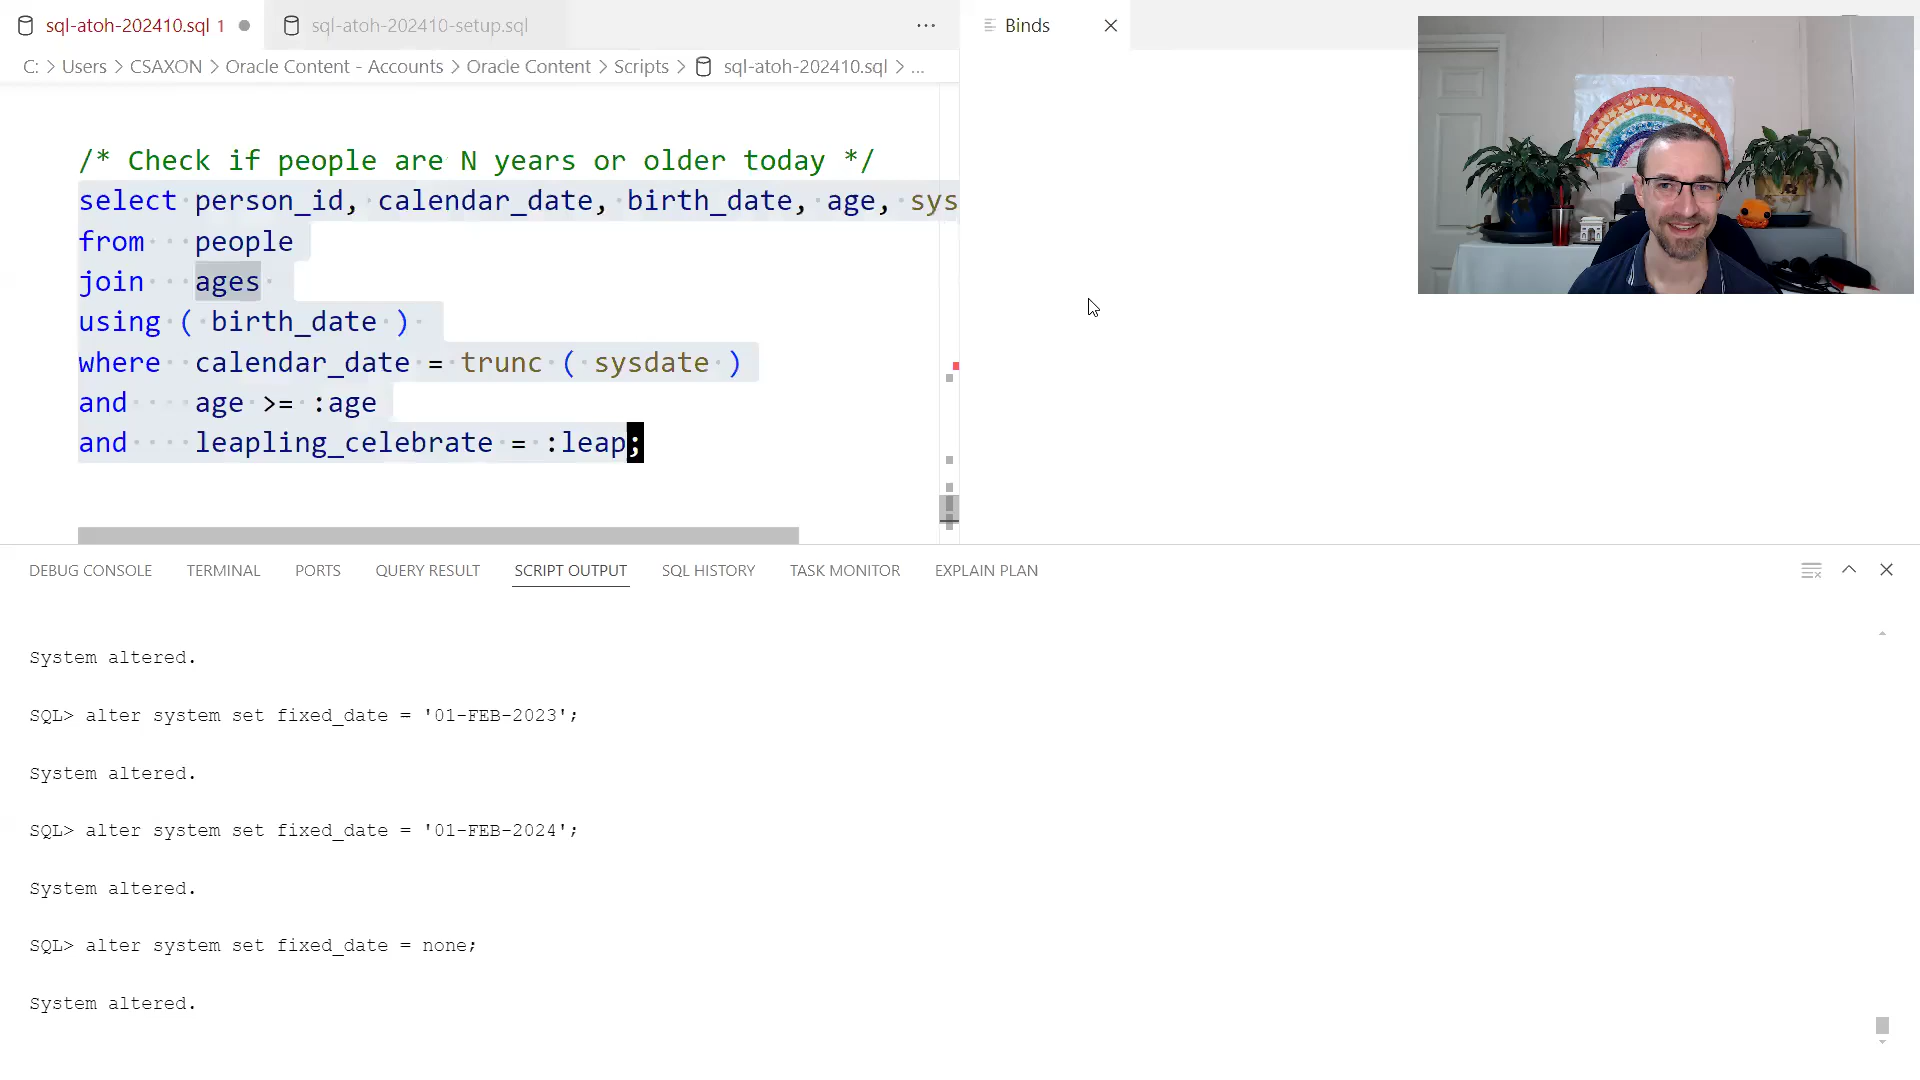 sql-atoh-202410.sql 1
sql-atoh-202410-setup.sql
...
Binds
C: > Users > CSAXON > Oracle Content - Accounts > Oracle Content > Scripts > sql-atoh-202410.sql > ...
/* Check if people are N years or older today */
select person_id, calendar_date, birth_date, age, sys
from people
join ages
using ( birth_date )
where calendar_date = trunc ( sysdate )
and age >= :age
and leapling_celebrate = :leap;
DEBUG CONSOLE
TERMINAL
PORTS
QUERY RESULT
SCRIPT OUTPUT
SQL HISTORY
TASK MONITOR
EXPLAIN PLAN
System altered.
SQL> alter system set fixed_date = '01-FEB-2023';
System altered.
SQL> alter system set fixed_date = '01-FEB-2024';
System altered.
SQL> alter system set fixed_date = none;
System altered.